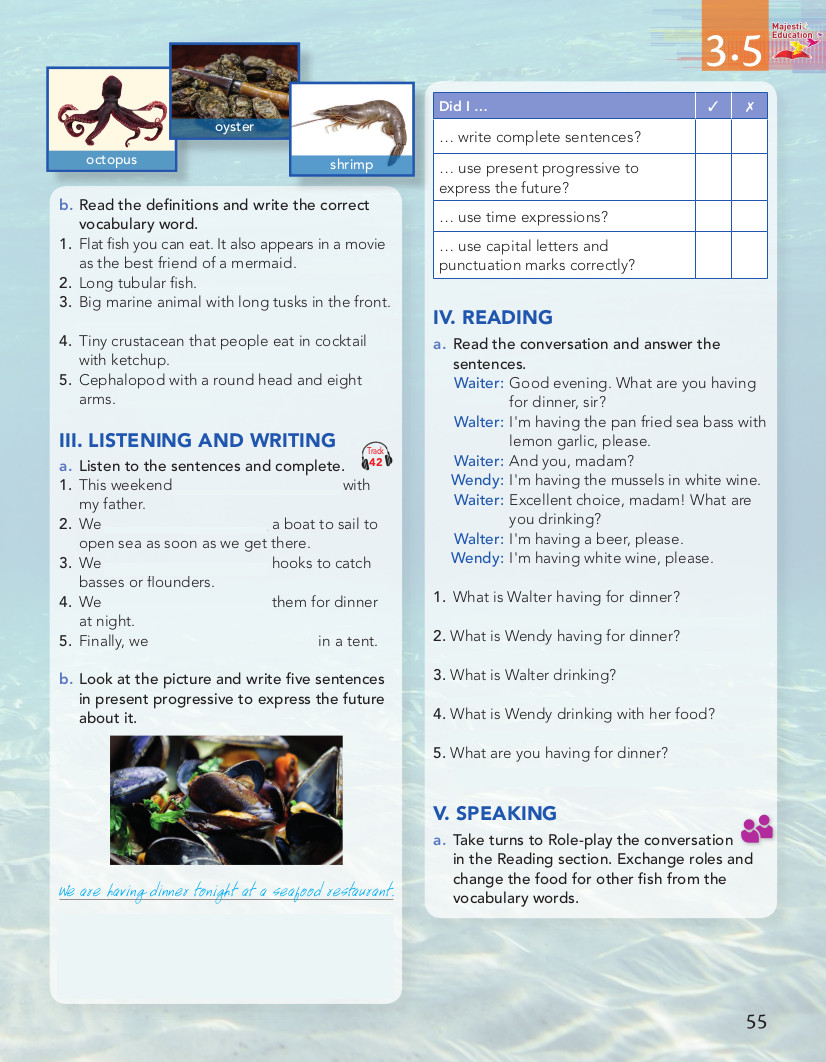 3.5
Majestic
Education
octopus
oyster
shrimp
b. Read the definitions and write the correct
vocabulary word.
1. Flat fish you can eat. It also appears in a movie
as the best friend of a mermaid.
2. Long tubular fish.
3. Big marine animal with long tusks in the front.
4. Tiny crustacean that people eat in cocktail
with ketchup.
5. Cephalopod with a round head and eight
arms.
III. LISTENING AND WRITING
a. Listen to the sentences and complete.
Track
42
1. This weekend with
my father.
2. We a boat to sail to
open sea as soon as we get there.
3. We hooks to catch
basses or flounders.
4. We them for dinner
at night.
5. Finally, we in a tent.
b. Look at the picture and write five sentences
in present progressive to express the future
about it.
We are having dinner tonight at a seafood restaurant.
Did I ... ✓ ✗
... write complete sentences?
... use present progressive to
express the future?
... use time expressions?
... use capital letters and
punctuation marks correctly?
IV. READING
a. Read the conversation and answer the
sentences.
Waiter: Good evening. What are you having
for dinner, sir?
Walter: I'm having the pan fried sea bass with
lemon garlic, please.
Waiter: And you, madam?
Wendy: I'm having the mussels in white wine.
Waiter: Excellent choice, madam! What are
you drinking?
Walter: I'm having a beer, please.
Wendy: I'm having white wine, please.
1. What is Walter having for dinner?
2. What is Wendy having for dinner?
3. What is Walter drinking?
4. What is Wendy drinking with her food?
5. What are you having for dinner?
V. SPEAKING
a. Take turns to Role-play the conversation
in the Reading section. Exchange roles and
change the food for other fish from the
vocabulary words.
55